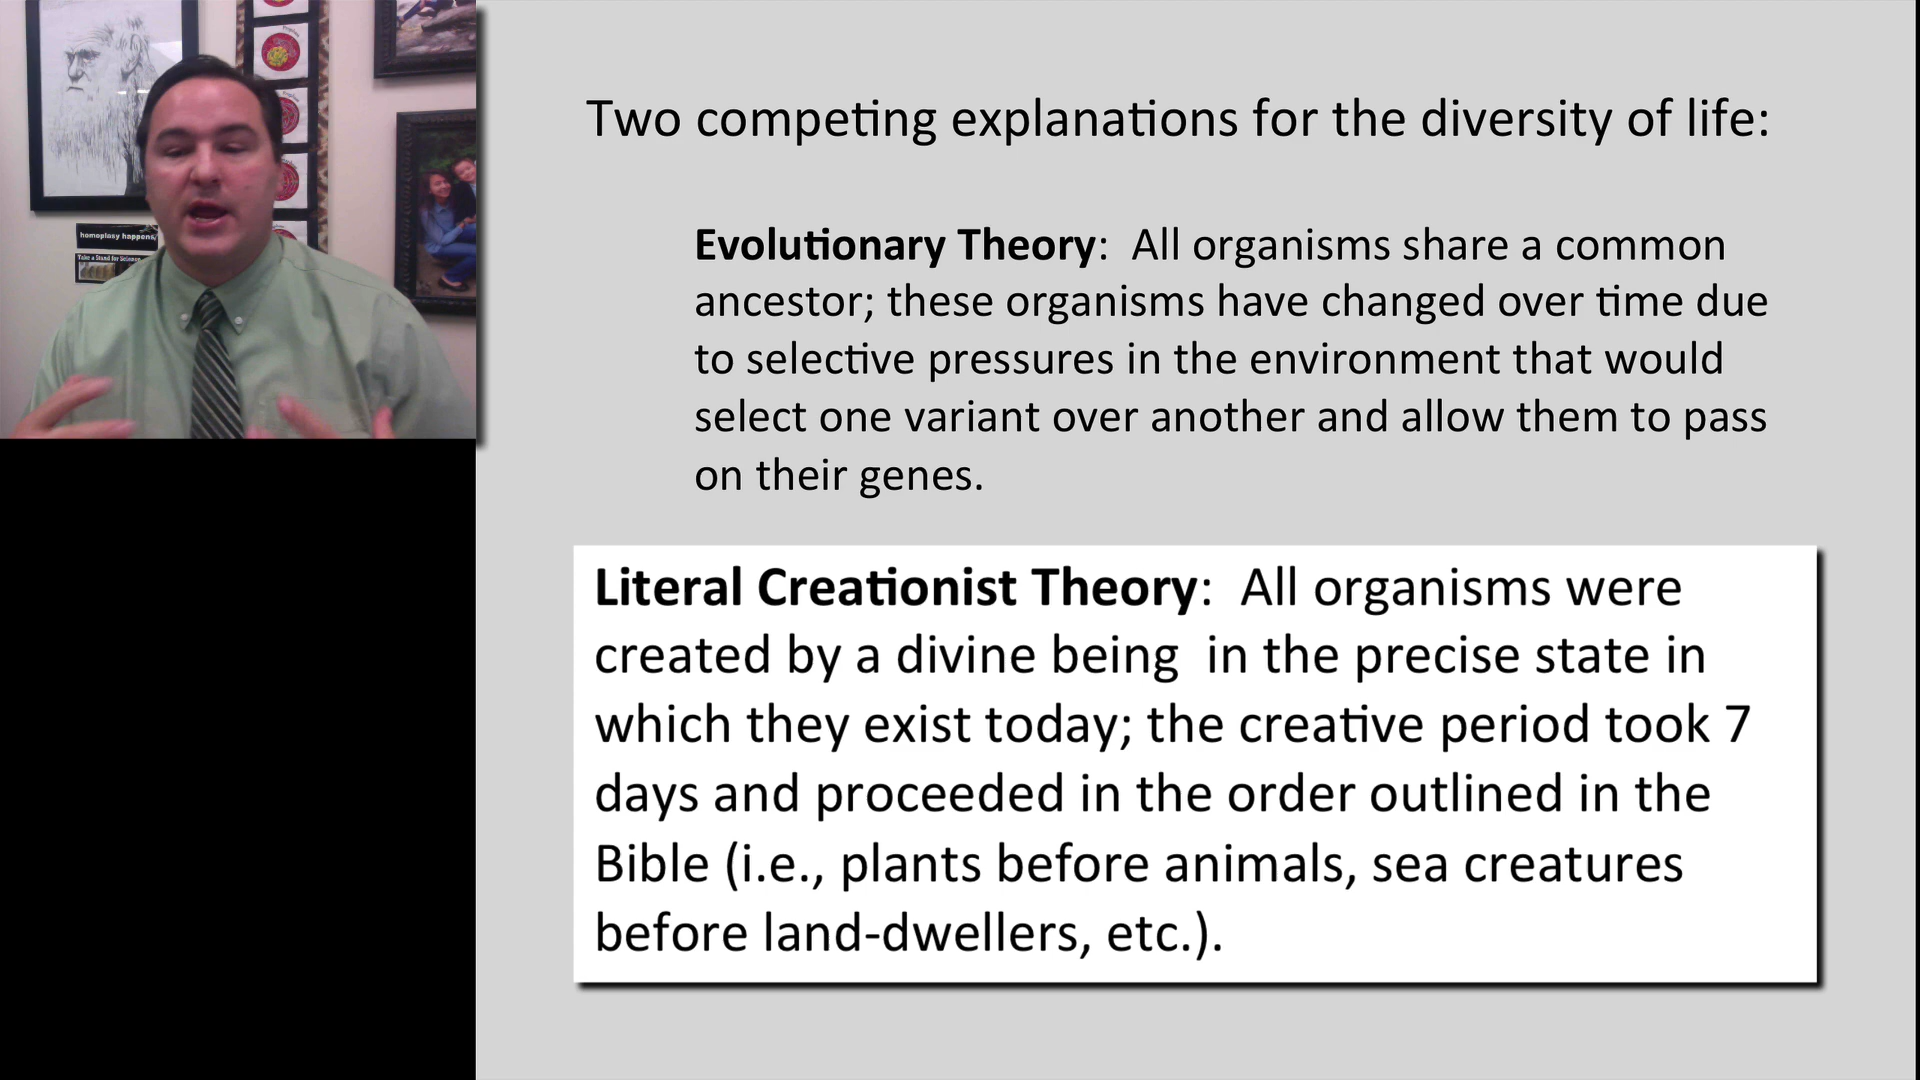 Two competing explanations for the diversity of life:
Evolutionary Theory:  All organisms share a common
ancestor; these organisms have changed over time due
to selective pressures in the environment that would
select one variant over another and allow them to pass
on their genes.
Literal Creationist Theory:  All organisms were
created by a divine being  in the precise state in
which they exist today; the creative period took 7
days and proceeded in the order outlined in the
Bible (i.e., plants before animals, sea creatures
before land-dwellers, etc.).
homoplasy happens
Take a Stand for Science